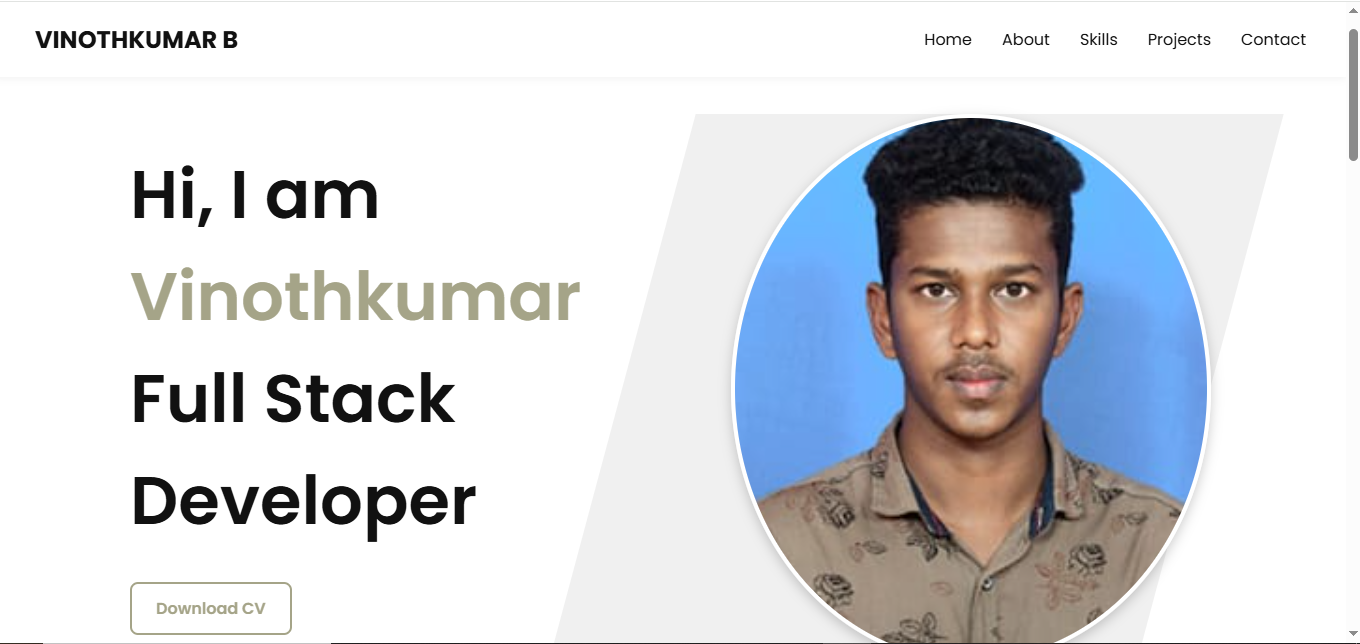 VINOTHKUMAR B
Home About Skills Projects Contact
Hi, I am
Vinothkumar
Full Stack
Developer
Download CV